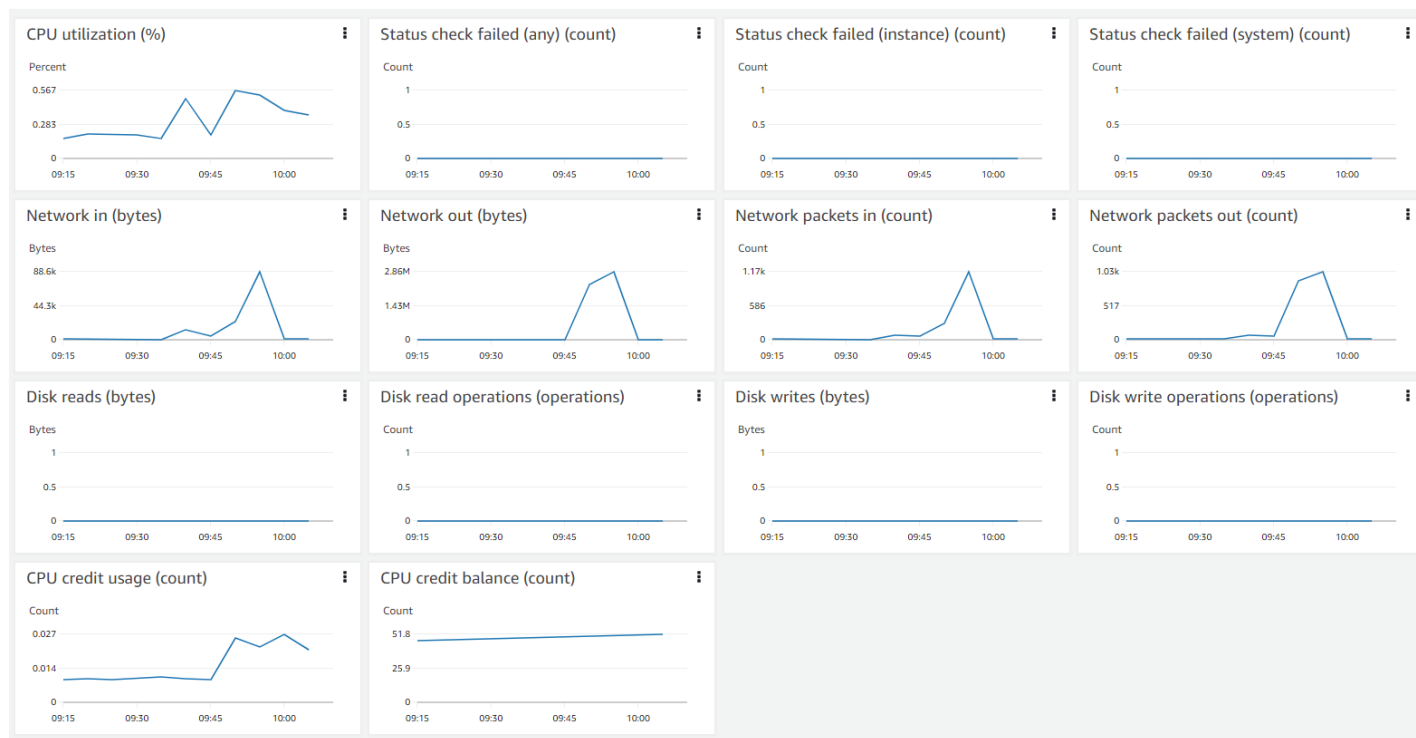 CPU utilization (%)
Percent
0.567
0.283
0
09:15 09:30 09:45 10:00
Status check failed (any) (count)
Count
1
0.5
0
09:15 09:30 09:45 10:00
Status check failed (instance) (count)
Count
1
0.5
0
09:15 09:30 09:45 10:00
Status check failed (system) (count)
Count
1
0.5
0
09:15 09:30 09:45 10:00
Network in (bytes)
Bytes
88.6k
44.3k
0
09:15 09:30 09:45 10:00
Network out (bytes)
Bytes
2.86M
1.43M
0
09:15 09:30 09:45 10:00
Network packets in (count)
Count
1.17k
586
0
09:15 09:30 09:45 10:00
Network packets out (count)
Count
1.03k
517
0
09:15 09:30 09:45 10:00
Disk reads (bytes)
Bytes
1
0.5
0
09:15 09:30 09:45 10:00
Disk read operations (operations)
Count
1
0.5
0
09:15 09:30 09:45 10:00
Disk writes (bytes)
Bytes
1
0.5
0
09:15 09:30 09:45 10:00
Disk write operations (operations)
Count
1
0.5
0
09:15 09:30 09:45 10:00
CPU credit usage (count)
Count
0.027
0.014
0
09:15 09:30 09:45 10:00
CPU credit balance (count)
Count
51.8
25.9
0
09:15 09:30 09:45 10:00